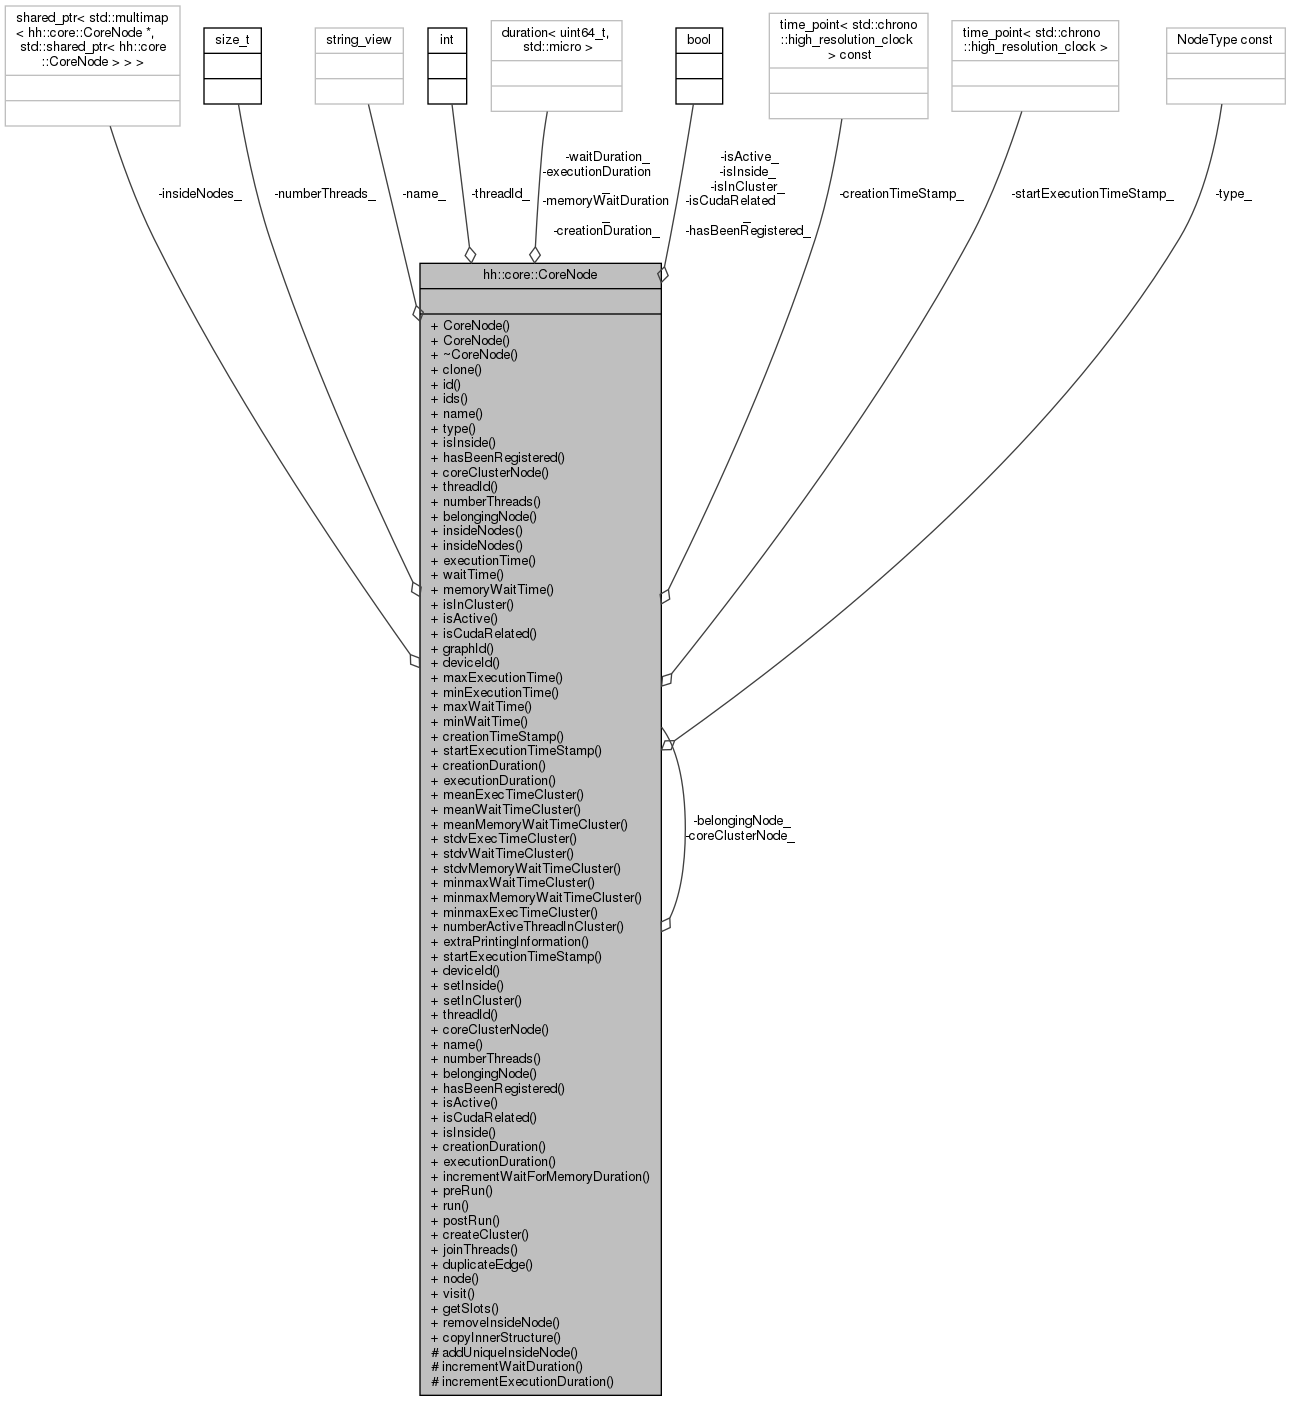 shared_ptr< std::multimap
< hh::core::CoreNode *,
std::shared_ptr< hh::core
::CoreNode > > >
size_t
string_view
int
duration< uint64_t,
std::micro >
bool
time_point< std::chrono
::high_resolution_clock
> const
time_point< std::chrono
::high_resolution_clock >
NodeType const
-insideNodes_
-numberThreads_
-name_
-threadId_
-waitDuration_
-executionDuration
_
-memoryWaitDuration
_
-creationDuration_
-isActive_
-isInside_
-isInCluster_
-isCudaRelated
_
-hasBeenRegistered_
-creationTimeStamp_
-startExecutionTimeStamp_
-type_
hh::core::CoreNode
+ CoreNode()
+ CoreNode()
+ ~CoreNode()
+ clone()
+ id()
+ ids()
+ name()
+ type()
+ isInside()
+ hasBeenRegistered()
+ coreClusterNode()
+ threadId()
+ numberThreads()
+ belongingNode()
+ insideNodes()
+ insideNodes()
+ executionTime()
+ waitTime()
+ memoryWaitTime()
+ isInCluster()
+ isActive()
+ isCudaRelated()
+ graphId()
+ deviceId()
+ maxExecutionTime()
+ minExecutionTime()
+ maxWaitTime()
+ minWaitTime()
+ creationTimeStamp()
+ startExecutionTimeStamp()
+ creationDuration()
+ executionDuration()
+ meanExecTimeCluster()
+ meanWaitTimeCluster()
+ meanMemoryWaitTimeCluster()
+ stdvExecTimeCluster()
+ stdvWaitTimeCluster()
+ stdvMemoryWaitTimeCluster()
+ minmaxWaitTimeCluster()
+ minmaxMemoryWaitTimeCluster()
+ minmaxExecTimeCluster()
+ numberActiveThreadInCluster()
+ extraPrintingInformation()
+ startExecutionTimeStamp()
+ deviceId()
+ setInside()
+ setInCluster()
+ threadId()
+ coreClusterNode()
+ name()
+ numberThreads()
+ belongingNode()
+ hasBeenRegistered()
+ isActive()
+ isCudaRelated()
+ isInside()
+ creationDuration()
+ executionDuration()
+ incrementWaitForMemoryDuration()
+ preRun()
+ run()
+ postRun()
+ createCluster()
+ joinThreads()
+ duplicateEdge()
+ node()
+ visit()
+ getSlots()
+ removeInsideNode()
+ copyInnerStructure()
# addUniqueInsideNode()
# incrementWaitDuration()
# incrementExecutionDuration()
-belongingNode_
-coreClusterNode_